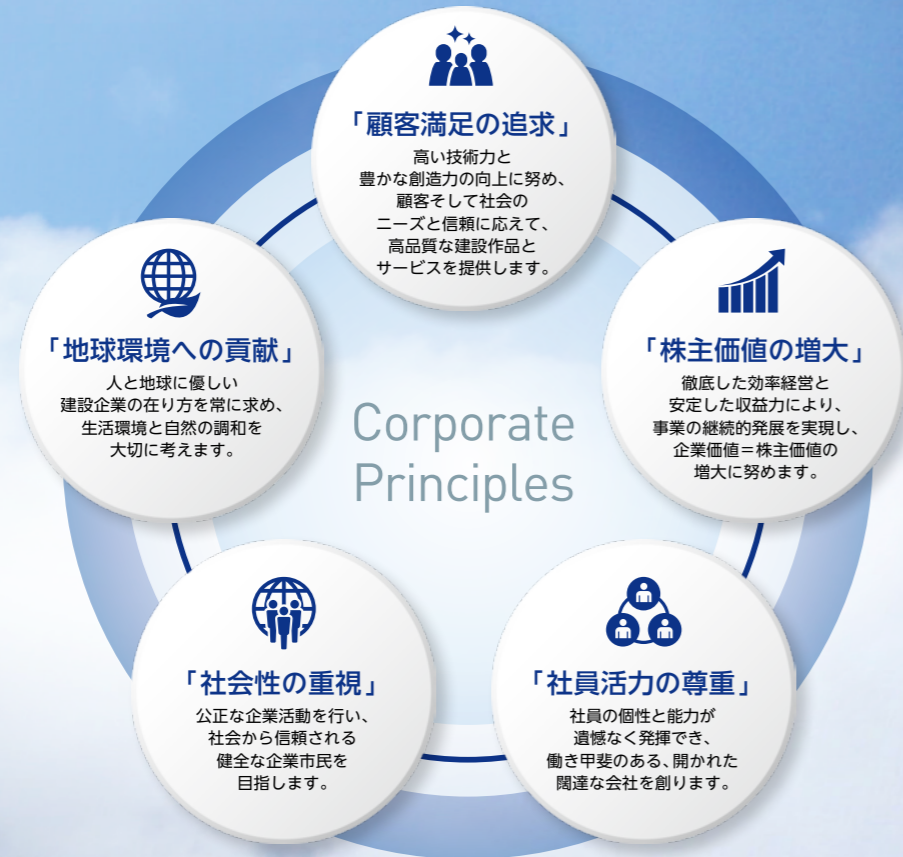 「顧客満足の追求」
高い技術力と
豊かな創造力の向上に努め、
顧客そして社会の
ニーズと信頼に応えて、
高品質な建設作品と
サービスを提供します。
「株主価値の増大」
徹底した効率経営と
安定した収益力により、
事業の継続的発展を実現し、
企業価値＝株主価値の
増大に努めます。
「社員活力の尊重」
社員の個性と能力が
遺憾なく発揮でき、
働き甲斐のある、開かれた
闊達な会社を創ります。
「社会性の重視」
公正な企業活動を行い、
社会から信頼される
健全な企業市民を
目指します。
「地球環境への貢献」
人と地球に優しい
建設企業の在り方を常に求め、
生活環境と自然の調和を
大切に考えます。
Corporate
Principles